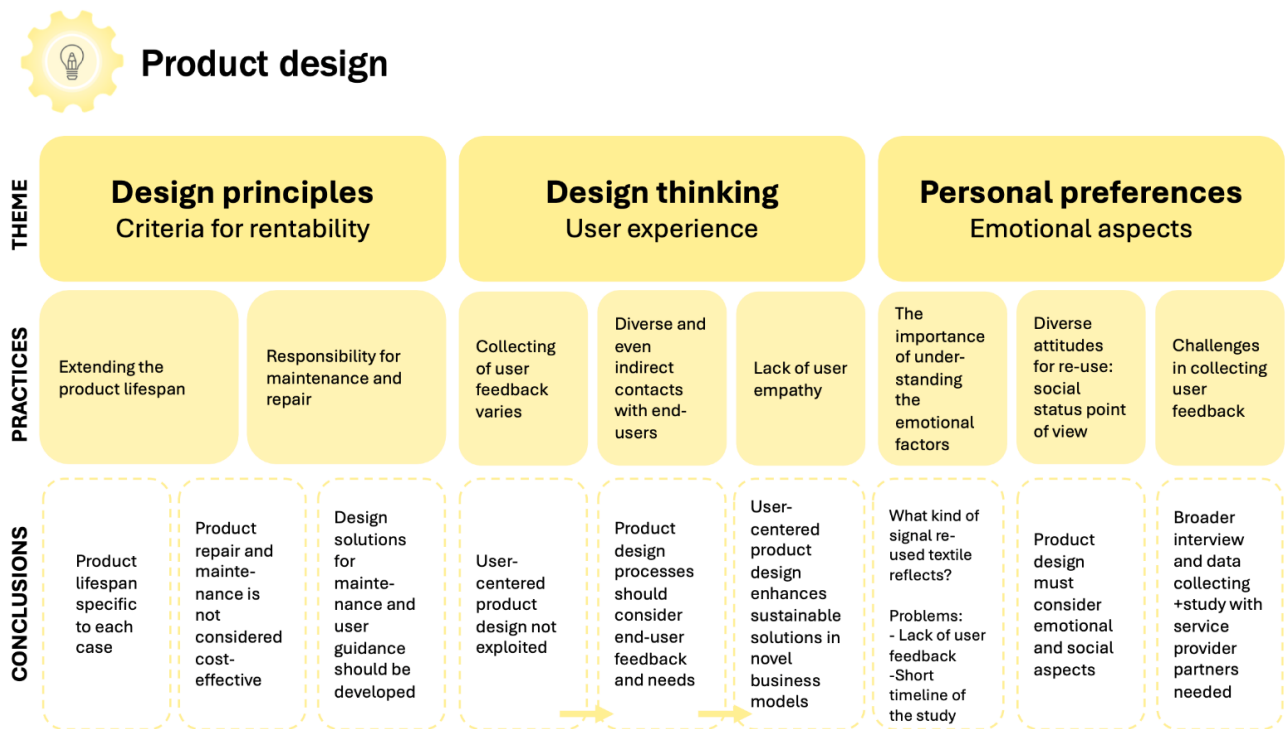 Product design
THEME
Design principles
Criteria for rentability
Design thinking
User experience
Personal preferences
Emotional aspects
PRACTICES
Extending the
product lifespan
Responsibility for
maintenance and
repair
Collecting
of user
feedback
varies
Diverse and
even
indirect
contacts
with end-
users
Lack of user
empathy
The
importance
of under-
standing
the
emotional
factors
Diverse
attitudes
for re-use:
social
status point
of view
Challenges
in collecting
user
feedback
CONCLUSIONS
Product
lifespan
specific
to each
case
Product
repair and
mainte-
nance is
not
considered
cost-
effective
Design
solutions
for
mainte-
nance and
user
guidance
should be
developed
User-
centered
product
design not
exploited
Product
design
processes
should
consider
end-user
feedback
and needs
User-
centered
product
design
enhances
sustainable
solutions in
novel
business
models
What kind of
signal re-
used textile
reflects?
Problems:
- Lack of user
feedback
-Short
timeline of
the study
Product
design
must
consider
emotional
and social
aspects
Broader
interview
and data
collecting
+study with
service
provider
partners
needed